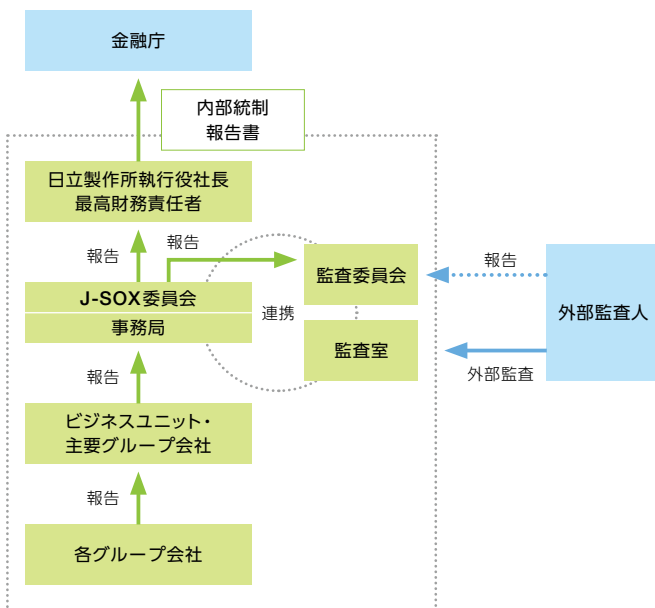 金融庁
内部統制
報告書
日立製作所執行役社長
最高財務責任者
報告
報告
J-SOX委員会
事務局
連携
監査委員会
監査室
報告
外部監査人
外部監査
報告
ビジネスユニット・
主要グループ会社
報告
各グループ会社